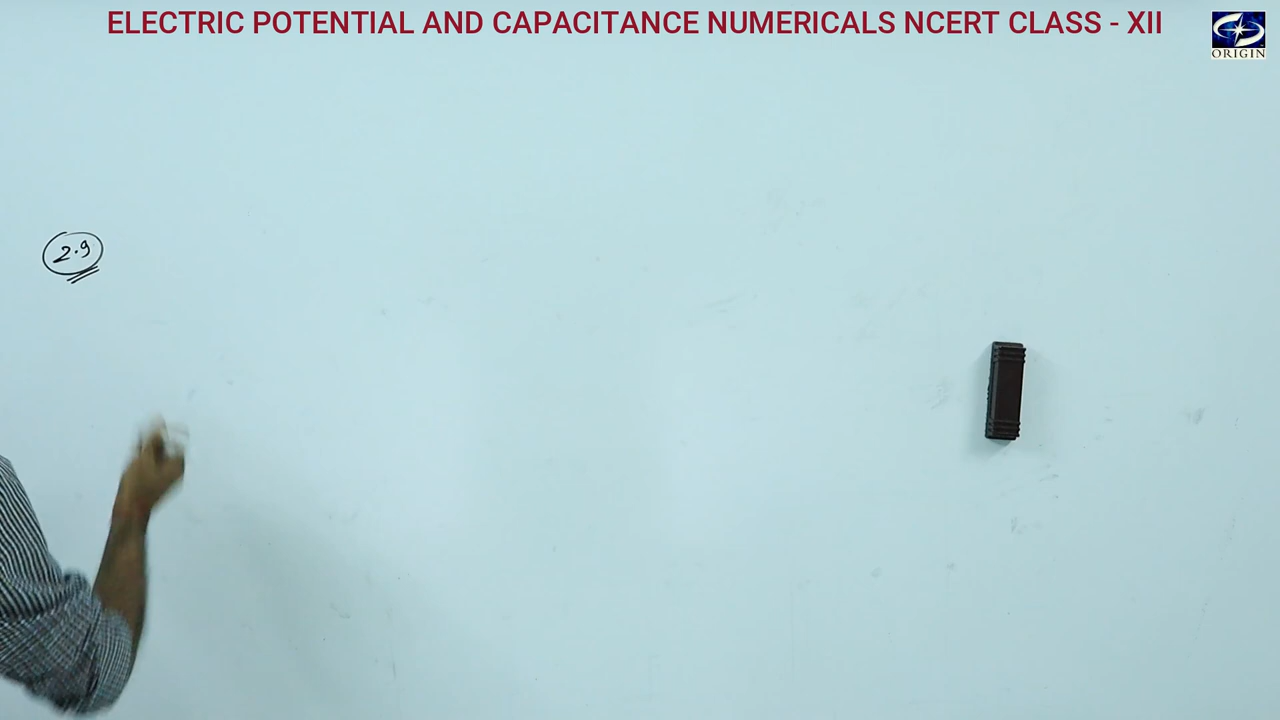 ELECTRIC POTENTIAL AND CAPACITANCE NUMERICALS NCERT CLASS - XII
ORIGIN
2.9